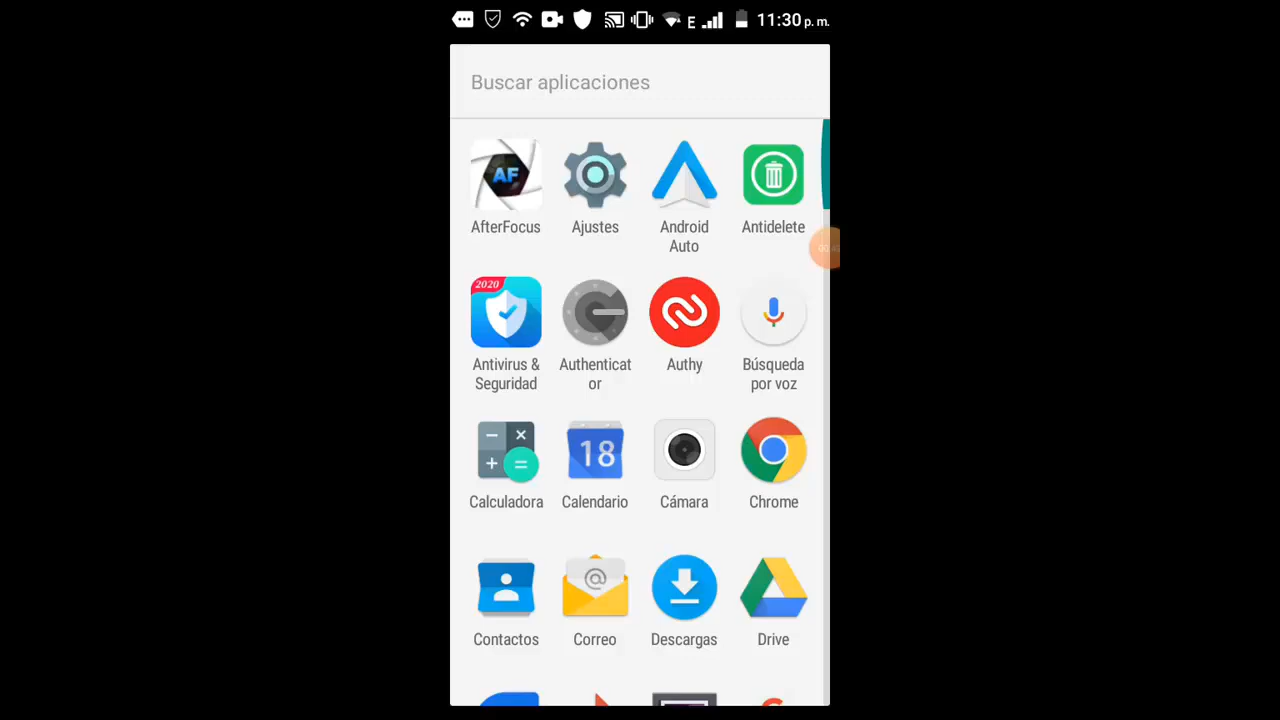 E 11:30 p. m.
Buscar aplicaciones
AF
AfterFocus
Ajustes
Android
Auto
Antidelete
2020
Antivirus &
Seguridad
Authenticat
or
Authy
Búsqueda
por voz
Calculadora
18
Calendario
Cámara
Chrome
@
Contactos
Correo
Descargas
Drive